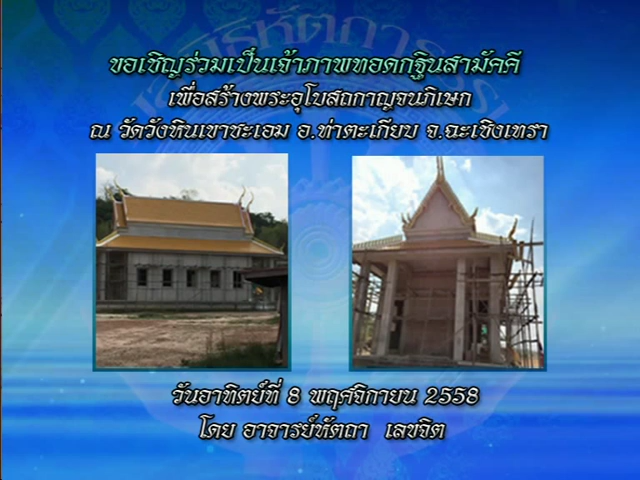 ขอเชิญร่วมเป็นเจ้าภาพทอดกฐินสามัคคี
เพื่อสร้างพระอุโบสถกาญจนภิเษก
ณ วัดวังหินเขาชะเอม อ.ท่าตะเกียบ จ.ฉะเชิงเทรา
วันอาทิตย์ที่ 8 พฤศจิกายน 2558
โดย อาจารย์หัตถา เลขจิต